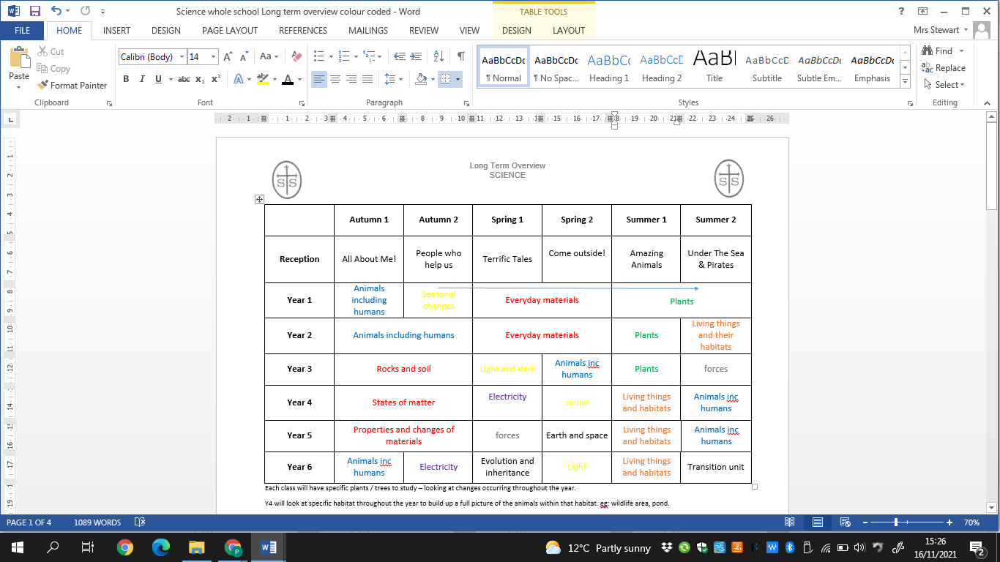 Science whole school Long term overview colour coded - Word
TABLE TOOLS
FILE HOME INSERT DESIGN PAGE LAYOUT REFERENCES MAILINGS REVIEW VIEW DESIGN LAYOUT
Mrs Stewart
Paste
Cut
Copy
Format Painter
Clipboard
Calibri (Body) 14
Font
Paragraph
AaBbCcDc AaBbCcDc AaBbCc AaBbCcD AaBl AaBbCcD AaBbCcDt AaBbCcDt
¶ Normal ¶ No Spac... Heading 1 Heading 2 Title Subtitle Subtle Em... Emphasis
Styles
Find
Replace
Select
Editing
Long Term Overview
SCIENCE
Autumn 1 Autumn 2 Spring 1 Spring 2 Summer 1 Summer 2
Reception
All About Me!
People who
help us
Terrific Tales
Come outside!
Amazing
Animals
Under The Sea
& Pirates
Year 1
Animals
including
humans
Seasonal
changes
Everyday materials
Plants
Year 2
Animals including humans
Everyday materials
Plants
Living things
and their
habitats
Year 3
Rocks and soil
Light and dark
Animals inc
humans
Plants
forces
Year 4
States of matter
Electricity
sound
Living things
and habitats
Animals inc
humans
Year 5
Properties and changes of
materials
forces
Earth and space
Living things
and habitats
Animals inc
humans
Year 6
Animals inc
humans
Electricity
Evolution and
inheritance
Light
Living things
and habitats
Transition unit
Each class will have specific plants / trees to study – looking at changes occurring throughout the year.
Y4 will look at specific habitat throughout the year to build up a full picture of the animals within that habitat. eg: wildlife area, pond.
PAGE 1 OF 4 1089 WORDS
70%
12°C Partly sunny
15:26
16/11/2021
2